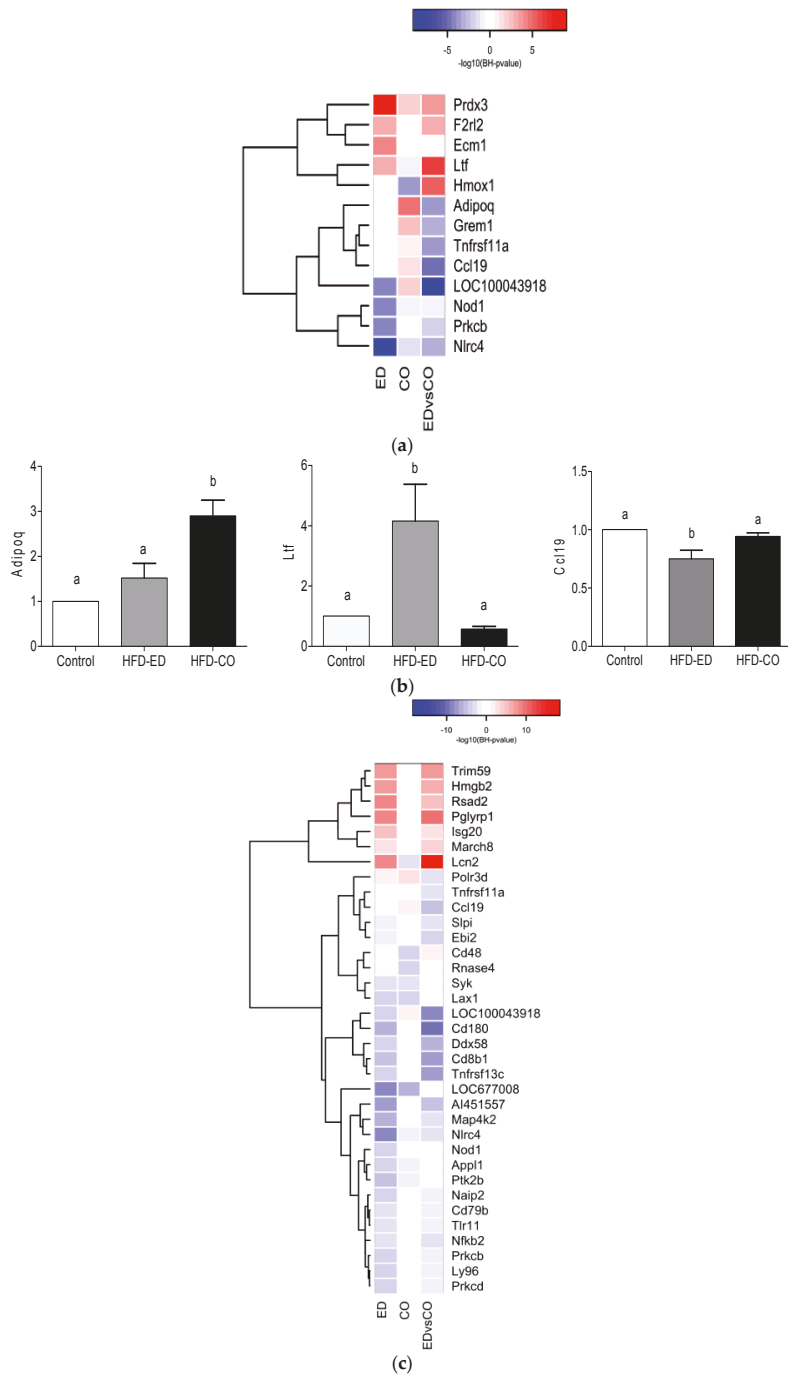 -5 0 5
-log10(BH-pvalue)
Prdx3
F2rl2
Ecm1
Ltf
Hmox1
Adipoq
Grem1
Tnfrsf11a
Ccl19
LOC100043918
Nod1
Prkcb
Nlrc4
ED CO EDvsCO
(a)
Adipoq
4
3
2
1
0
a a b
Control HFD-ED HFD-CO
Ltf
6
4
2
0
a b a
Control HFD-ED HFD-CO
Ccl19
1.5
1.0
0.5
0.0
a b a
Control HFD-ED HFD-CO
(b)
-10 0 10
-log10(BH-pvalue)
Trim59
Hmgb2
Rsad2
Pglyrp1
Isg20
March8
Lcn2
Polr3d
Tnfrsf11a
Ccl19
Slpi
Ebi2
Cd48
Rnase4
Syk
Lax1
LOC100043918
Cd180
Ddx58
Cd8b1
Tnfrsf13c
LOC677008
AI451557
Map4k2
Nlrc4
Nod1
Appl1
Ptk2b
Naip2
Cd79b
Tlr11
Nfkb2
Prkcb
Ly96
Prkcd
ED CO EDvsCO
(c)